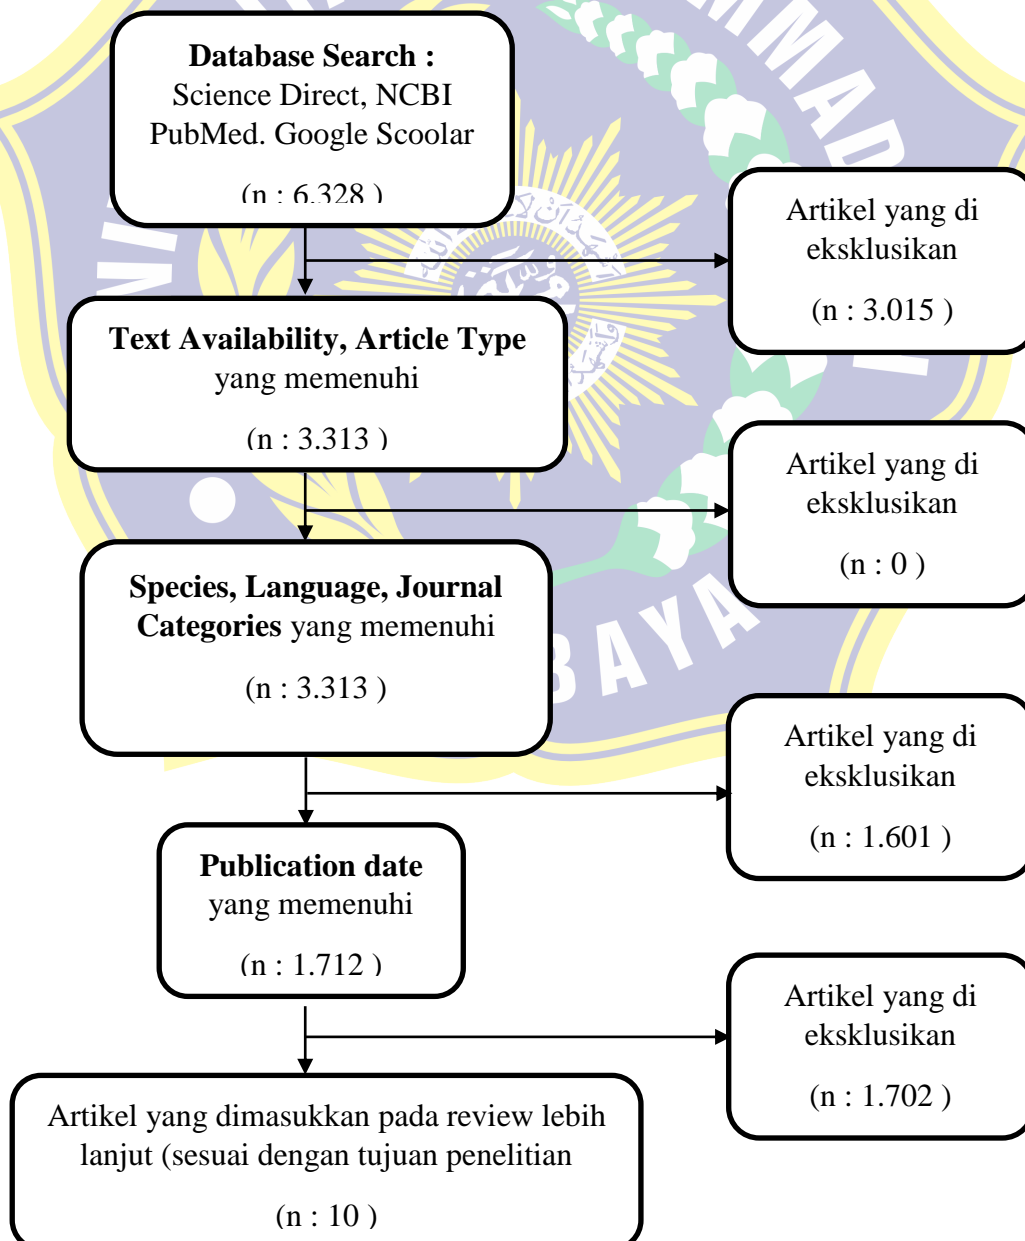 Database Search :
Science Direct, NCBI
PubMed. Google Scoolar
(n : 6.328 )
Artikel yang di
eksklusikan
(n : 3.015 )
Text Availability, Article Type
yang memenuhi
(n : 3.313 )
Artikel yang di
eksklusikan
(n : 0 )
Species, Language, Journal
Categories yang memenuhi
(n : 3.313 )
Artikel yang di
eksklusikan
(n : 1.601 )
Publication date
yang memenuhi
(n : 1.712 )
Artikel yang di
eksklusikan
(n : 1.702 )
Artikel yang dimasukkan pada review lebih
lanjut (sesuai dengan tujuan penelitian
(n : 10 )